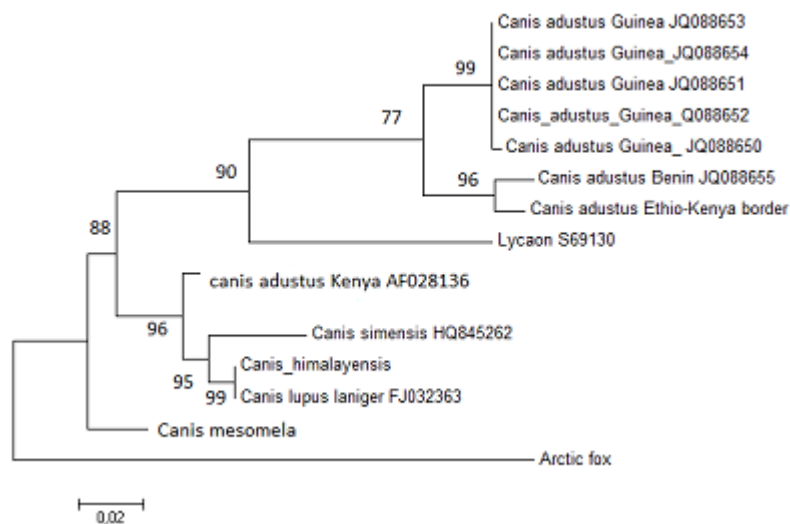 Canis adustus Guinea JQ088653
Canis adustus Guinea_JQ088654
99
Canis adustus Guinea JQ088651
77
Canis_adustus_Guinea_Q088652
Canis adustus Guinea_ JQ088650
90
96
Canis adustus Benin JQ088655
Canis adustus Ethio-Kenya border
88
Lycaon S69130
canis adustus Kenya AF028136
96
Canis simensis HQ845262
Canis_himalayensis
95
99
Canis lupus laniger FJ032363
Canis mesomela
Arctic fox
0,02